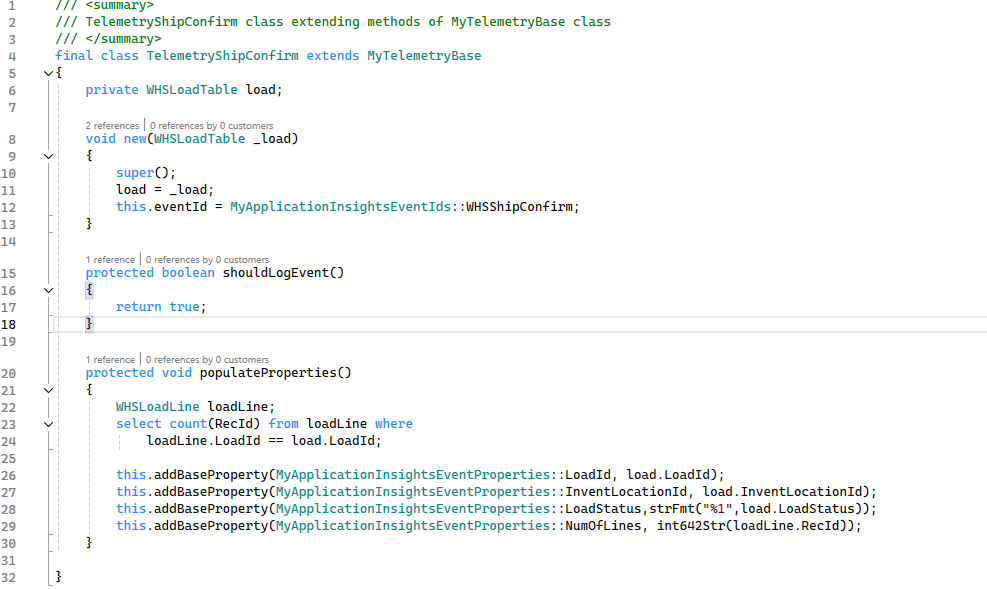 1 /// <summary>
2 /// TelemetryShipConfirm class extending methods of MyTelemetryBase class
3 /// </summary>
4 final class TelemetryShipConfirm extends MyTelemetryBase
5 {
6 private WHSLoadTable load;
7
2 references | 0 references by 0 customers
8 void new(WHSLoadTable _load)
9 {
10 super();
11 load = _load;
12 this.eventId = MyApplicationInsightsEventIds::WHSShipConfirm;
13 }
14
1 reference | 0 references by 0 customers
15 protected boolean shouldLogEvent()
16 {
17 return true;
18 }
19
1 reference | 0 references by 0 customers
20 protected void populateProperties()
21 {
22 WHSLoadLine loadLine;
23 select count(RecId) from loadLine where
24 loadLine.LoadId == load.LoadId;
25
26 this.addBaseProperty(MyApplicationInsightsEventProperties::LoadId, load.LoadId);
27 this.addBaseProperty(MyApplicationInsightsEventProperties::InventLocationId, load.InventLocationId);
28 this.addBaseProperty(MyApplicationInsightsEventProperties::LoadStatus,strFmt("%1",load.LoadStatus));
29 this.addBaseProperty(MyApplicationInsightsEventProperties::NumOfLines, int642Str(loadLine.RecId));
30 }
31
32 }